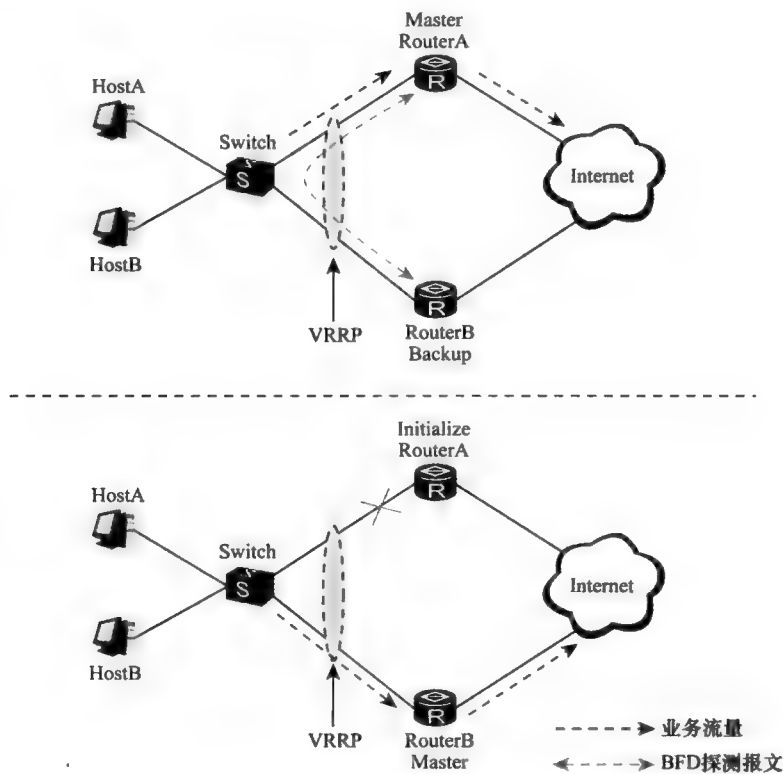 Master
RouterA
HostA
Switch
S
R
Internet
HostB
R
VRRP
RouterB
Backup
Initialize
RouterA
HostA
R
Switch
S
Internet
HostB
R
VRRP
RouterB
Master
业务流量
BFD探测报文